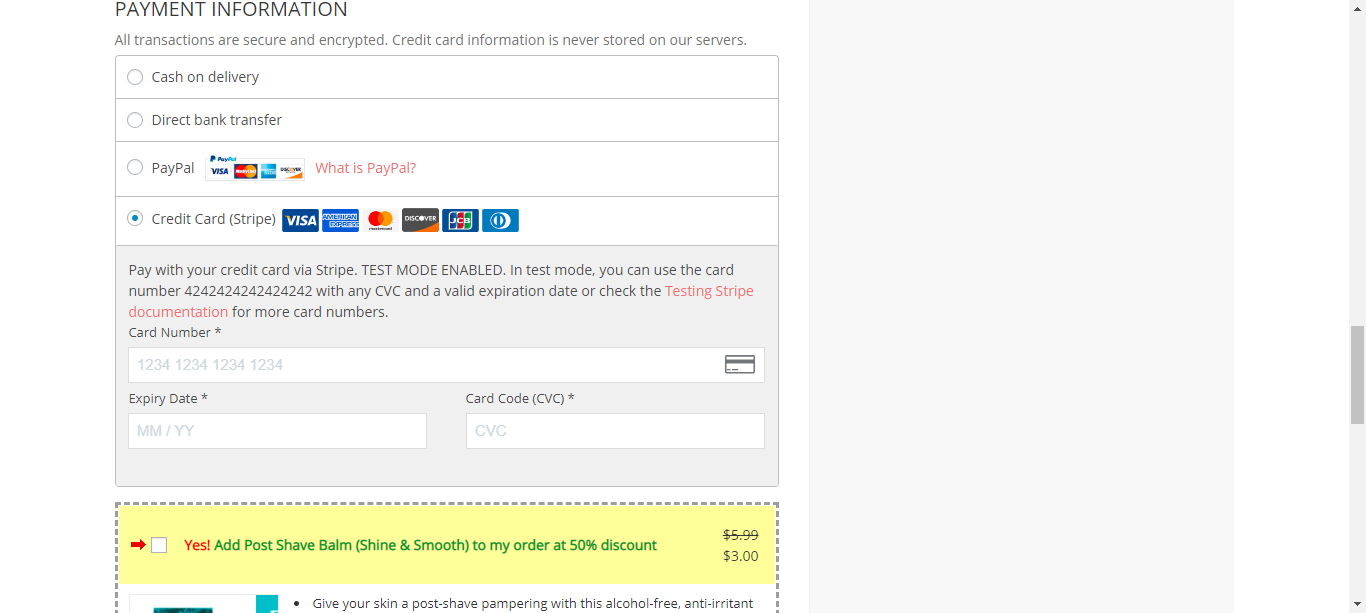 PAYMENT INFORMATION
All transactions are secure and encrypted. Credit card information is never stored on our servers.
Cash on delivery
Direct bank transfer
PayPal PayPal VISA MasterCard DISCOVER What is PayPal?
Credit Card (Stripe) VISA AMERICAN EXPRESS mastercard DISCOVER JCB
Pay with your credit card via Stripe. TEST MODE ENABLED. In test mode, you can use the card
number 4242424242424242 with any CVC and a valid expiration date or check the Testing Stripe
documentation for more card numbers.
Card Number *
1234 1234 1234 1234
Expiry Date * Card Code (CVC) *
MM / YY CVC
$5.99
Yes! Add Post Shave Balm (Shine & Smooth) to my order at 50% discount
$3.00
• Give your skin a post-shave pampering with this alcohol-free, anti-irritant